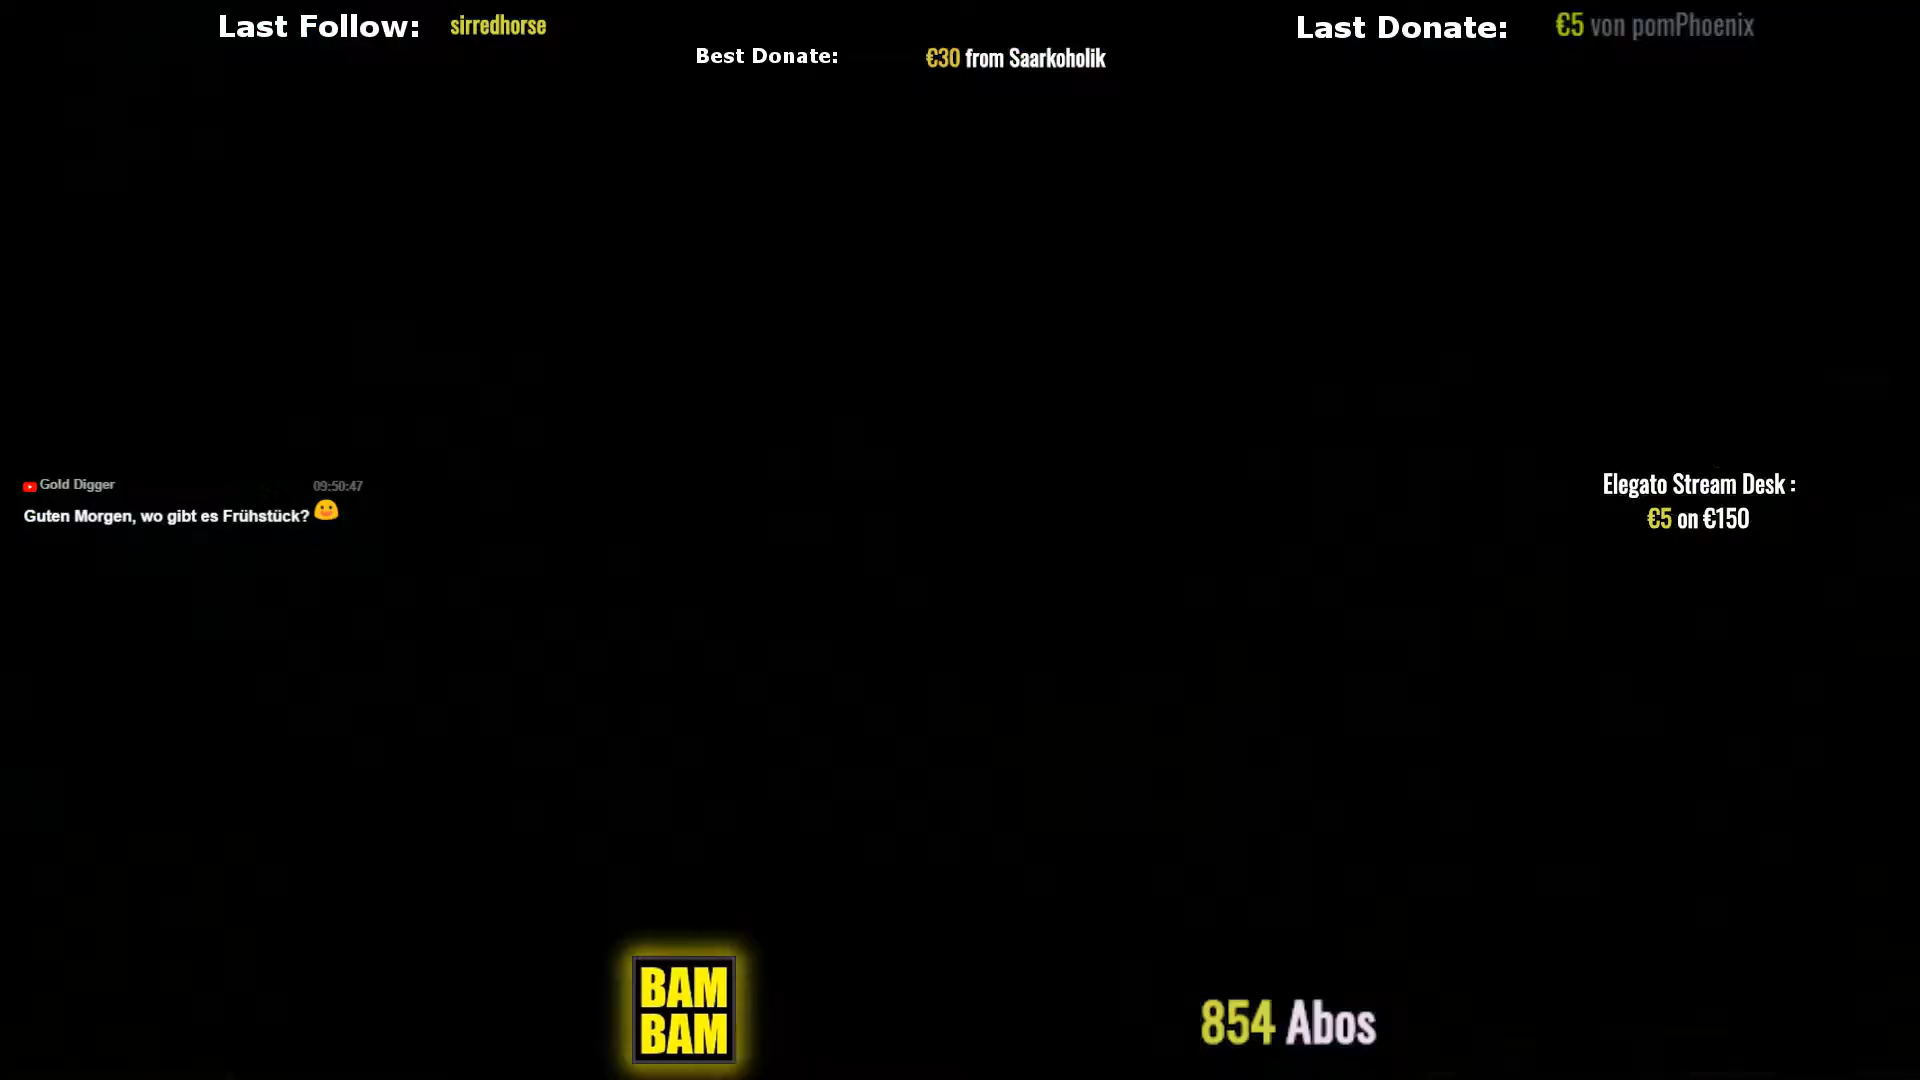 Last Follow: sirredhorse
Last Donate: €5 von pomPhoenix
Best Donate: €30 from Saarkoholik
Gold Digger 09:50:47
Guten Morgen, wo gibt es Frühstück?
Elegato Stream Desk :
€5 on €150
BAM
BAM
854 Abos